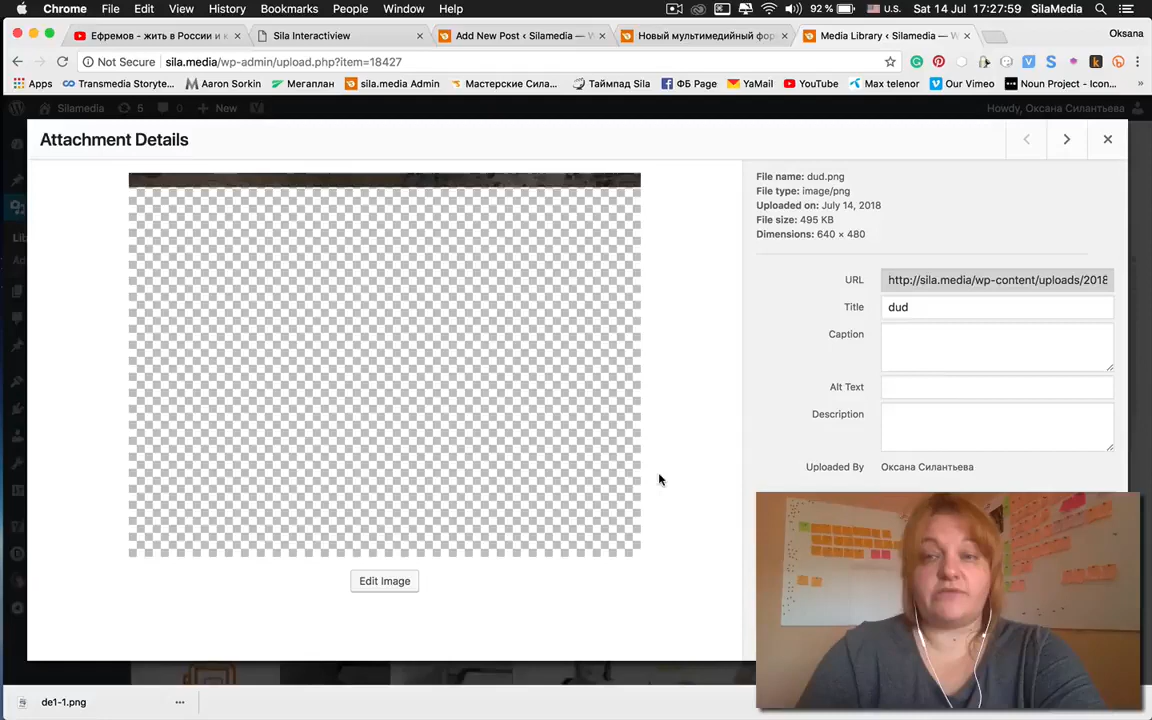 Chrome File Edit View History Bookmarks People Window Help 92 % U.S. Sat 14 Jul 17:27:59 SilaMedia
Ефремов - жить в России и к Sila Interactiview Add New Post ‹ Silamedia — W Новый мультимедийный фор Media Library ‹ Silamedia — W Oksana
Not Secure sila.media/wp-admin/upload.php?item=18427
Apps Transmedia Storyte... Aaron Sorkin Мегаплан sila.media Admin Мастерские Сила... Таймпад Sila ФБ Page YaMail YouTube Max telenor Our Vimeo Noun Project - Icon... »
Silamedia 5 0 New Howdy, Оксана Силантьева
Attachment Details
File name: dud.png
File type: image/png
Uploaded on: July 14, 2018
File size: 495 KB
Dimensions: 640 × 480
URL http://sila.media/wp-content/uploads/2018
Title dud
Caption
Alt Text
Description
Uploaded By Оксана Силантьева
Edit Image
de1-1.png